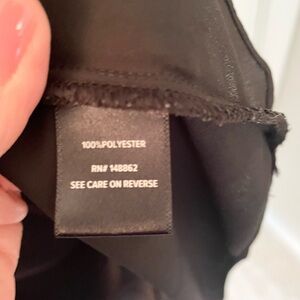 100%POLYESTER
RN# 148862
SEE CARE ON REVERSE